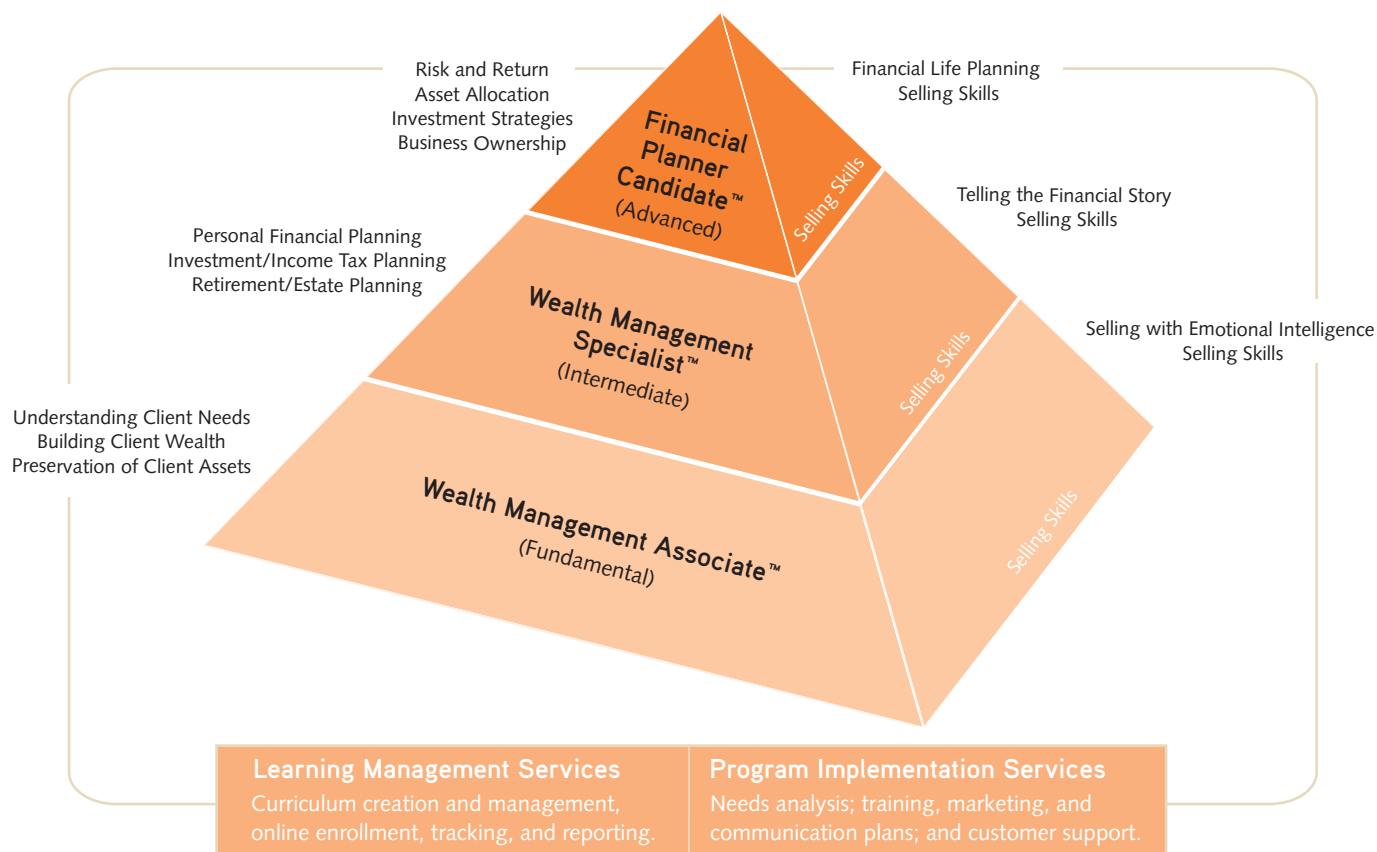 Risk and Return
Asset Allocation
Investment Strategies
Business Ownership
Financial Life Planning
Selling Skills
Financial
Planner
Candidate™
(Advanced)
Selling Skills
Telling the Financial Story
Selling Skills
Personal Financial Planning
Investment/Income Tax Planning
Retirement/Estate Planning
Wealth Management
Specialist™
(Intermediate)
Selling Skills
Selling with Emotional Intelligence
Selling Skills
Understanding Client Needs
Building Client Wealth
Preservation of Client Assets
Wealth Management Associate™
(Fundamental)
Selling Skills
Learning Management Services
Curriculum creation and management,
online enrollment, tracking, and reporting.
Program Implementation Services
Needs analysis; training, marketing, and
communication plans; and customer support.